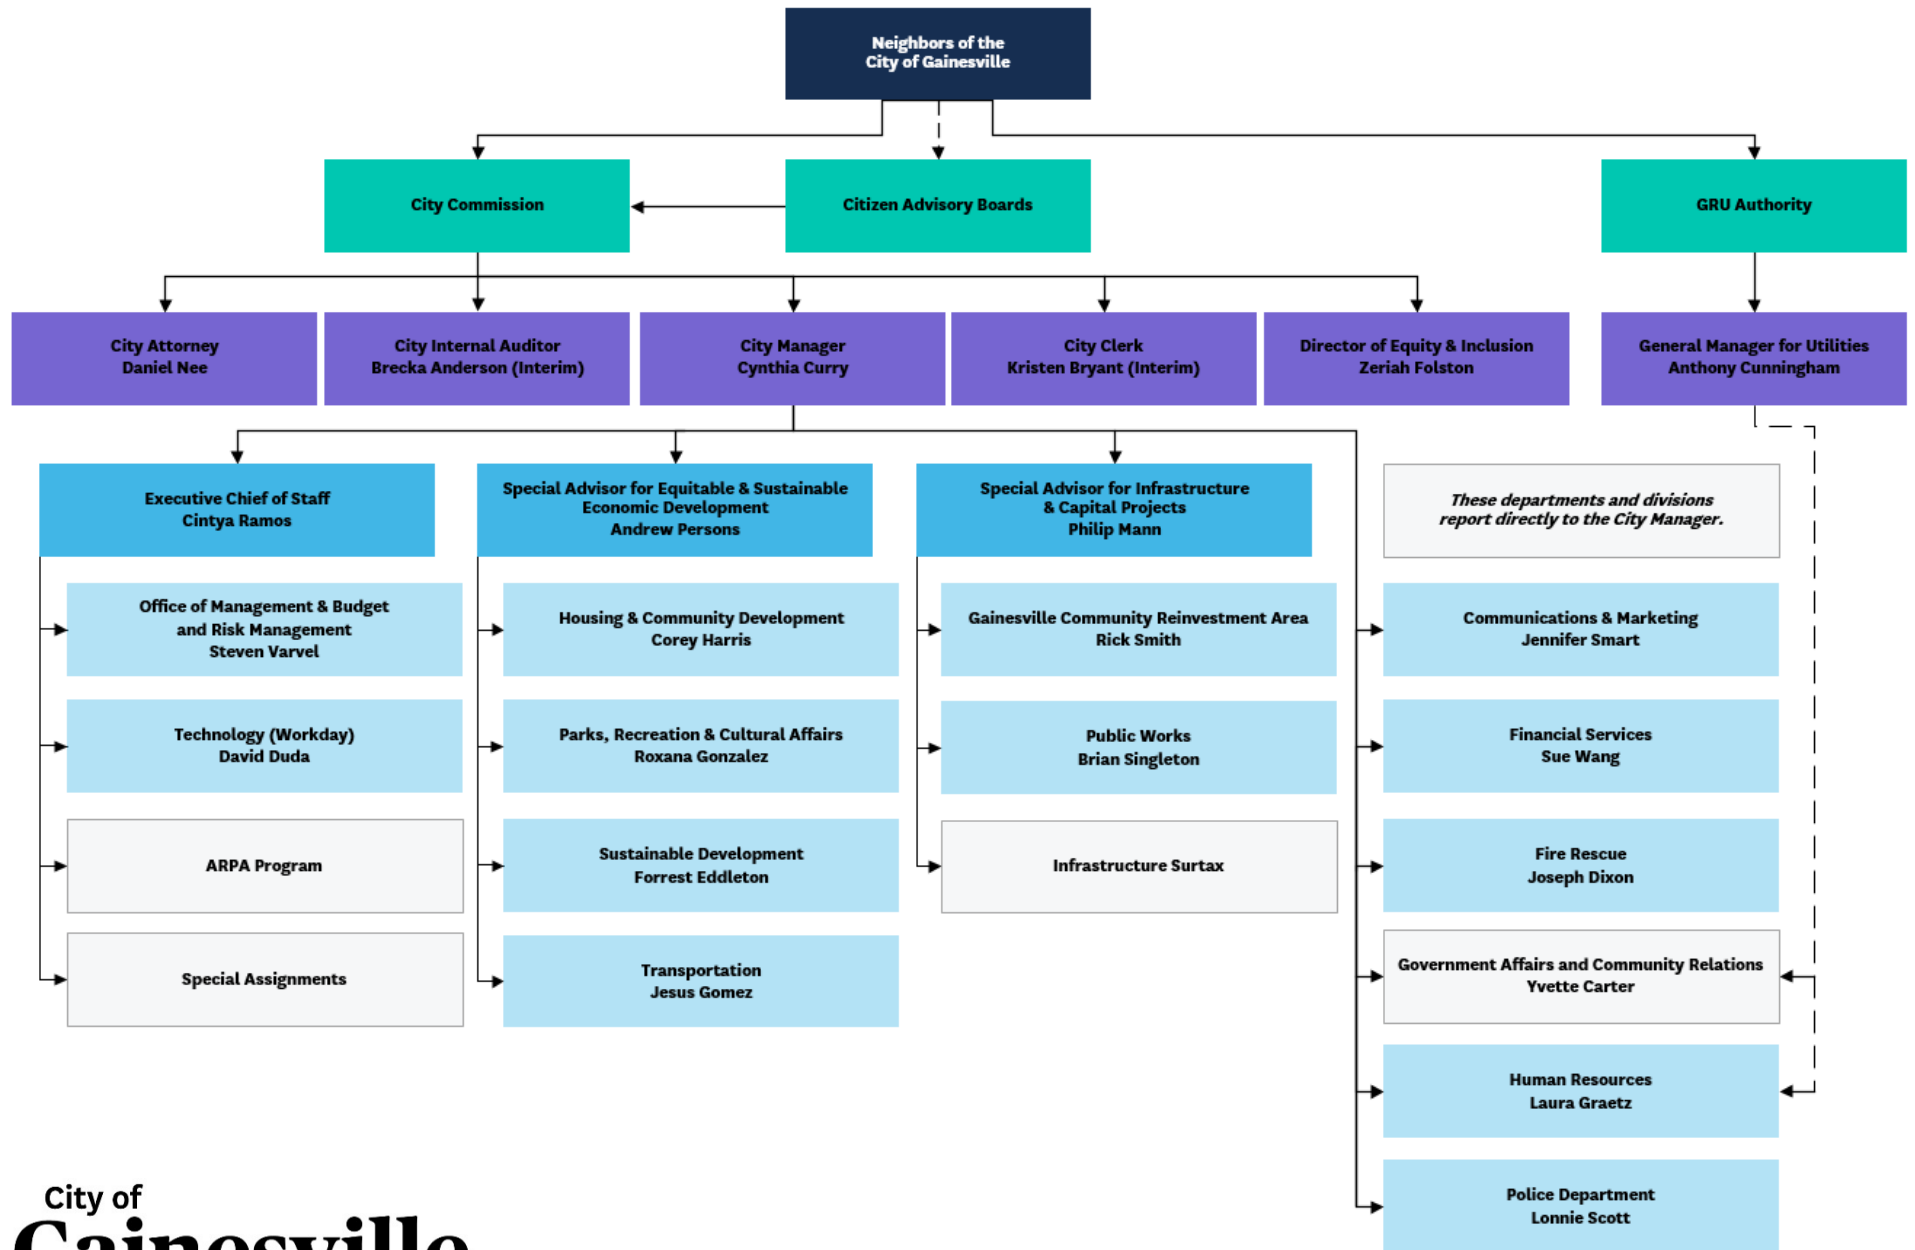 Neighbors of the
City of Gainesville
City Commission
Citizen Advisory Boards
GRU Authority
City Attorney
Daniel Nee
City Internal Auditor
Brecka Anderson (Interim)
City Manager
Cynthia Curry
City Clerk
Kristen Bryant (Interim)
Director of Equity & Inclusion
Zeriah Folston
General Manager for Utilities
Anthony Cunningham
Executive Chief of Staff
Cintya Ramos
Special Advisor for Equitable & Sustainable
Economic Development
Andrew Persons
Special Advisor for Infrastructure
& Capital Projects
Philip Mann
These departments and divisions
report directly to the City Manager.
Office of Management & Budget
and Risk Management
Steven Varvel
Housing & Community Development
Corey Harris
Gainesville Community Reinvestment Area
Rick Smith
Communications & Marketing
Jennifer Smart
Technology (Workday)
David Duda
Parks, Recreation & Cultural Affairs
Roxana Gonzalez
Public Works
Brian Singleton
Financial Services
Sue Wang
ARPA Program
Sustainable Development
Forrest Eddleton
Infrastructure Surtax
Fire Rescue
Joseph Dixon
Special Assignments
Transportation
Jesus Gomez
Government Affairs and Community Relations
Yvette Carter
Human Resources
Laura Graetz
Police Department
Lonnie Scott
City of
Gainesville